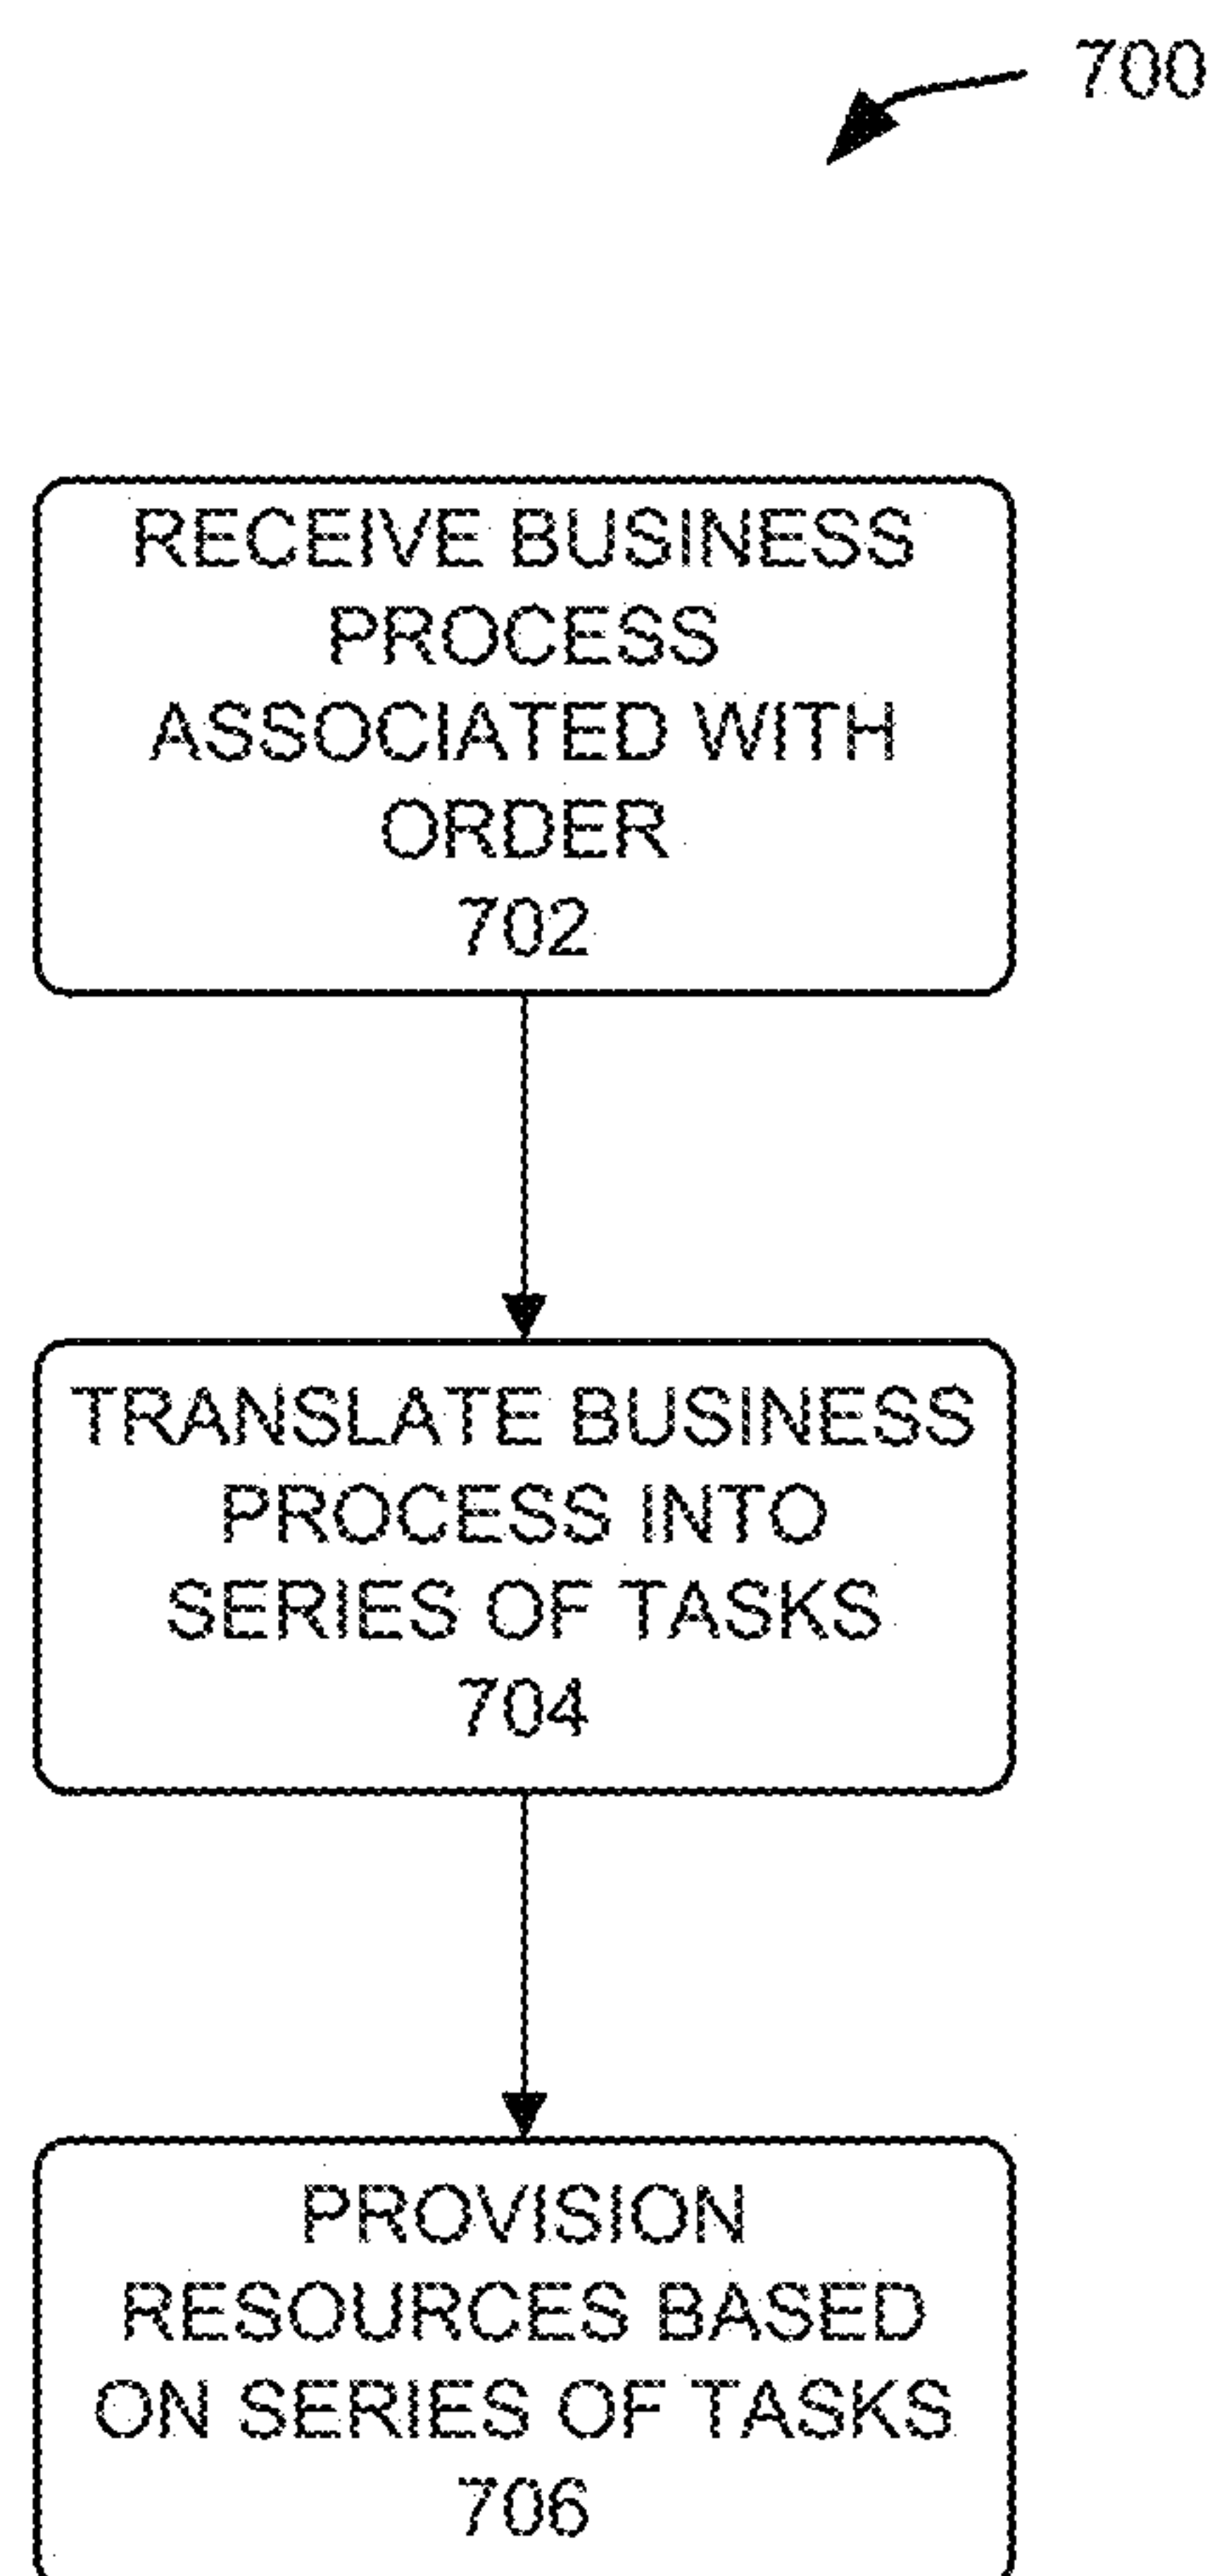 700
RECEIVE BUSINESS
PROCESS
ASSOCIATED WITH
ORDER
702
TRANSLATE BUSINESS
PROCESS INTO
SERIES OF TASKS
704
PROVISION
RESOURCES BASED
ON SERIES OF TASKS
706